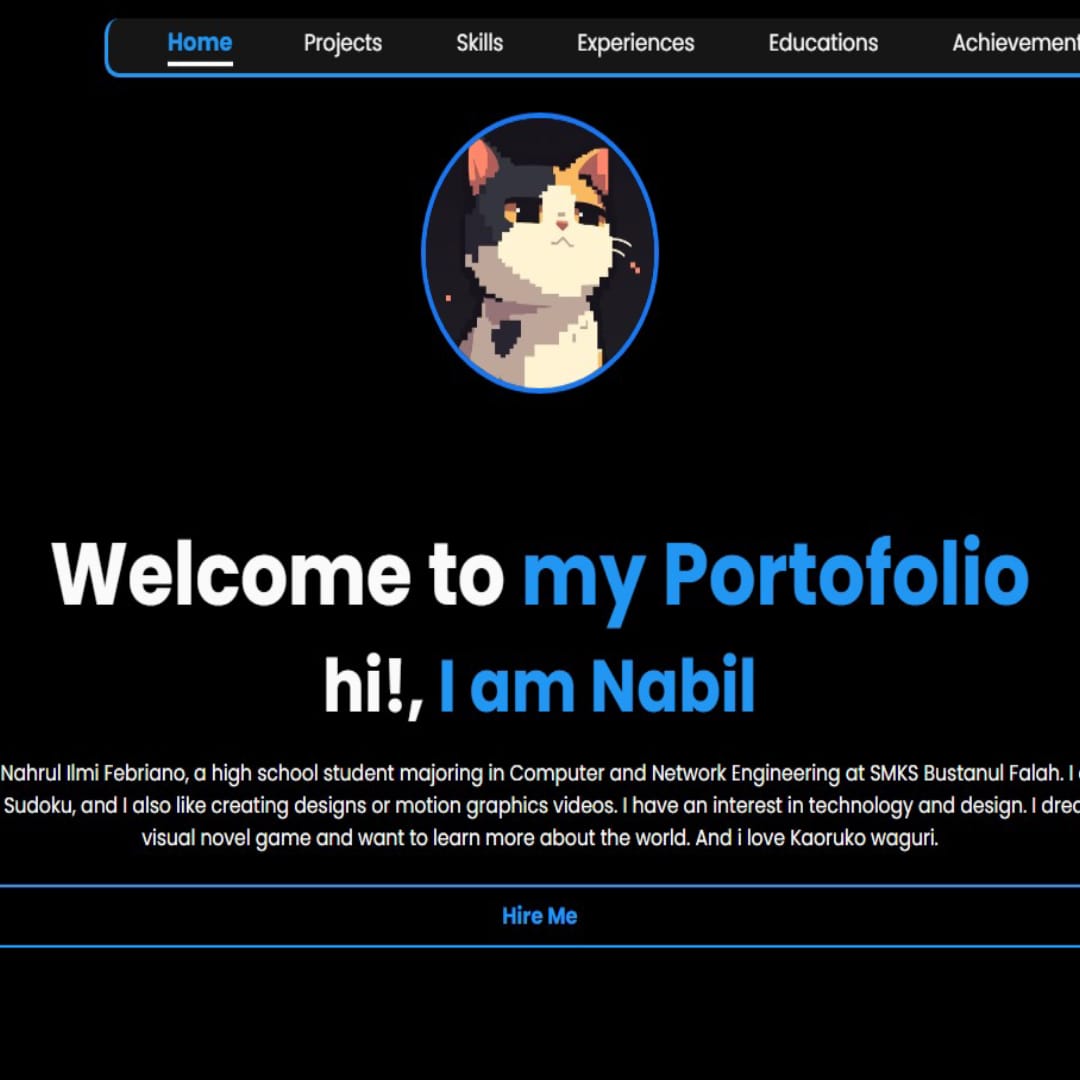 Home Projects Skills Experiences Educations Achievement
Welcome to my Portofolio
hi!, I am Nabil
Nahrul Ilmi Febriano, a high school student majoring in Computer and Network Engineering at SMKS Bustanul Falah. I
Sudoku, and I also like creating designs or motion graphics videos. I have an interest in technology and design. I
visual novel game and want to learn more about the world. And i love Kaoruko waguri.
Hire Me